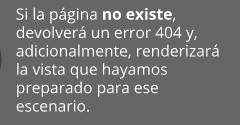 Si la página no existe,
devolverá un error 404 y,
adicionalmente, renderizará
la vista que hayamos
preparado para ese
escenario.